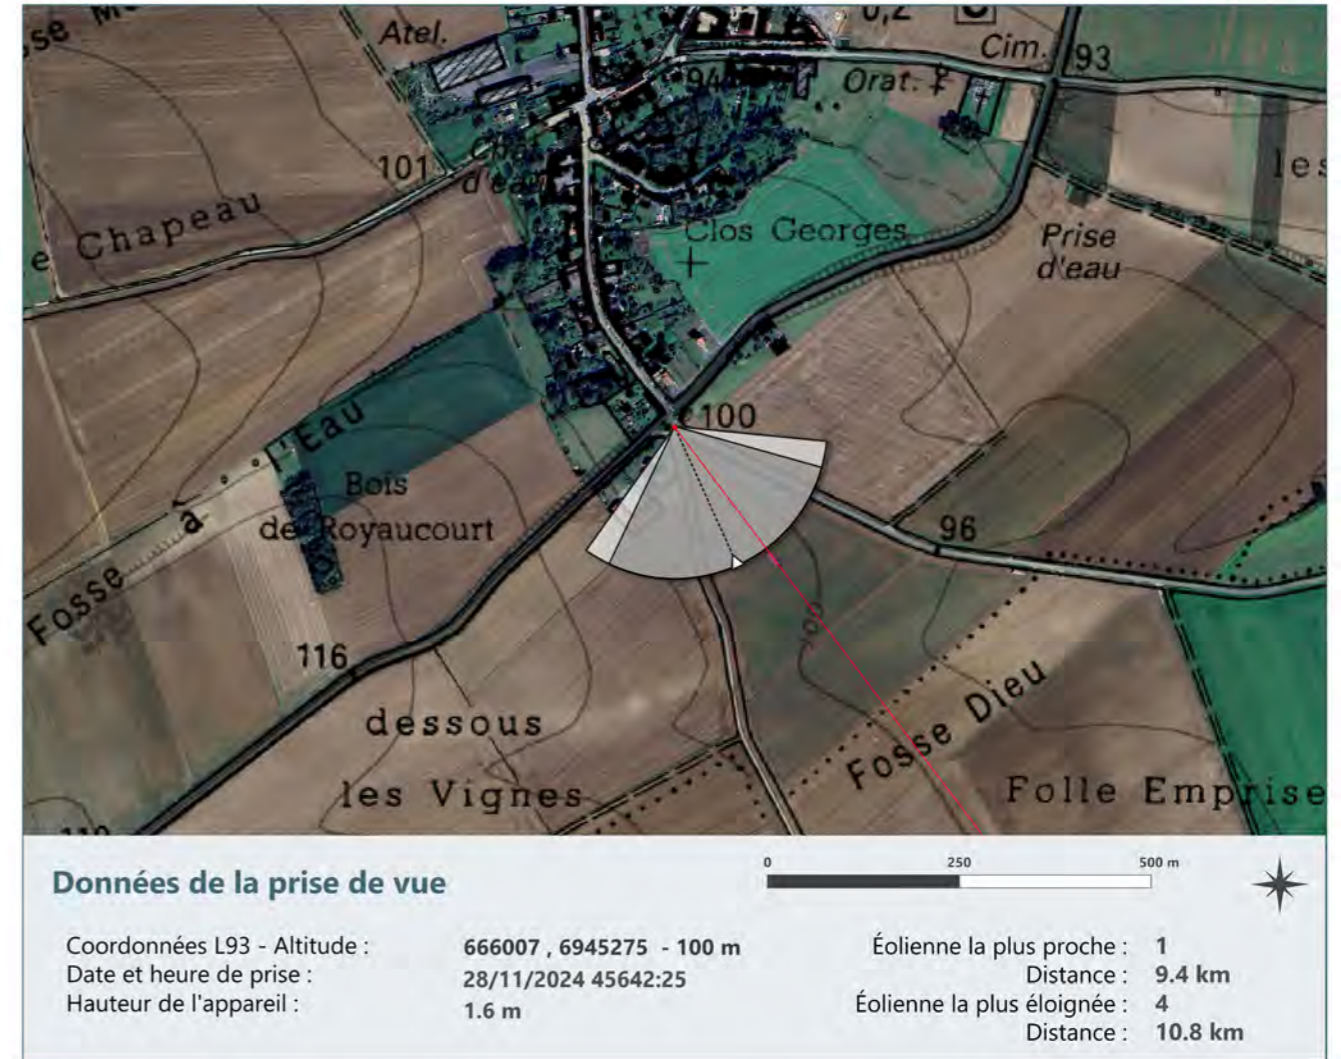 Atel.
0,2 C
Cim. 93
94
Orat.
101
Chât.
d'eau
les
e Chapeau
Clos Georges
Prise
d'eau
100
l'Eau
Bois
à
de Royaucourt
96
Fosse
100
116
dessous
Fosse Dieu
les Vignes
Folle Emprise
Données de la prise de vue
0 250 500 m
Coordonnées L93 - Altitude : 666007 , 6945275 - 100 m
Date et heure de prise : 28/11/2024 45642:25
Hauteur de l'appareil : 1.6 m
Éolienne la plus proche : 1
Distance : 9.4 km
Éolienne la plus éloignée : 4
Distance : 10.8 km